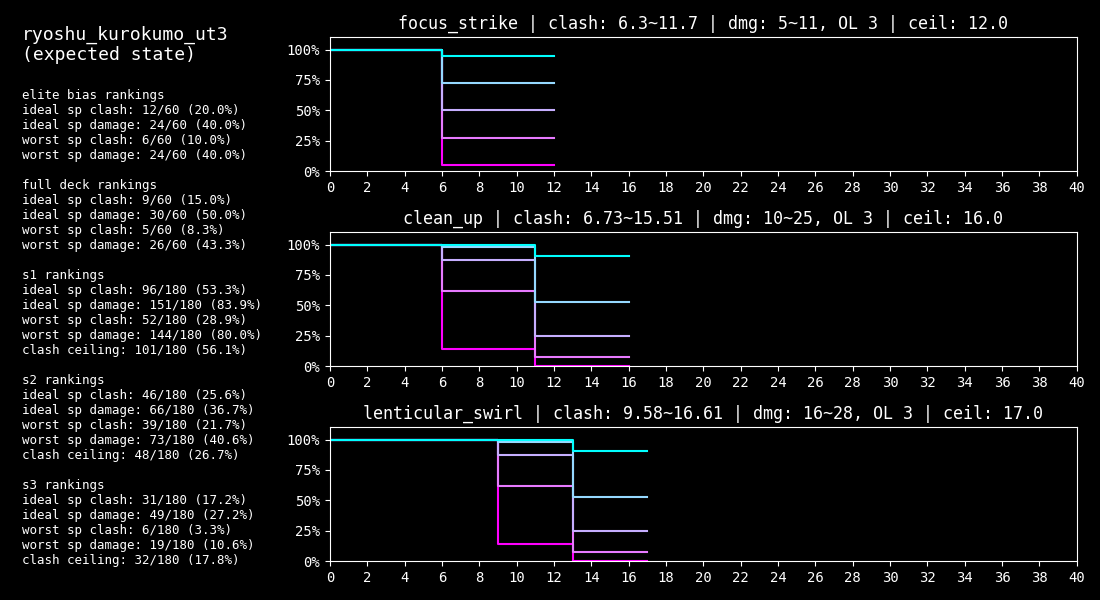 ryoshu_kurokumo_ut3
(expected state)
elite bias rankings
ideal sp clash: 12/60 (20.0%)
ideal sp damage: 24/60 (40.0%)
worst sp clash: 6/60 (10.0%)
worst sp damage: 24/60 (40.0%)
full deck rankings
ideal sp clash: 9/60 (15.0%)
ideal sp damage: 30/60 (50.0%)
worst sp clash: 5/60 (8.3%)
worst sp damage: 26/60 (43.3%)
s1 rankings
ideal sp clash: 96/180 (53.3%)
ideal sp damage: 151/180 (83.9%)
worst sp clash: 52/180 (28.9%)
worst sp damage: 144/180 (80.0%)
clash ceiling: 101/180 (56.1%)
s2 rankings
ideal sp clash: 46/180 (25.6%)
ideal sp damage: 66/180 (36.7%)
worst sp clash: 39/180 (21.7%)
worst sp damage: 73/180 (40.6%)
clash ceiling: 48/180 (26.7%)
s3 rankings
ideal sp clash: 31/180 (17.2%)
ideal sp damage: 49/180 (27.2%)
worst sp clash: 6/180 (3.3%)
worst sp damage: 19/180 (10.6%)
clash ceiling: 32/180 (17.8%)
focus_strike | clash: 6.3~11.7 | dmg: 5~11, OL 3 | ceil: 12.0
100%
75%
50%
25%
0%
0 2 4 6 8 10 12 14 16 18 20 22 24 26 28 30 32 34 36 38 40
clean_up | clash: 6.73~15.51 | dmg: 10~25, OL 3 | ceil: 16.0
100%
75%
50%
25%
0%
0 2 4 6 8 10 12 14 16 18 20 22 24 26 28 30 32 34 36 38 40
lenticular_swirl | clash: 9.58~16.61 | dmg: 16~28, OL 3 | ceil: 17.0
100%
75%
50%
25%
0%
0 2 4 6 8 10 12 14 16 18 20 22 24 26 28 30 32 34 36 38 40